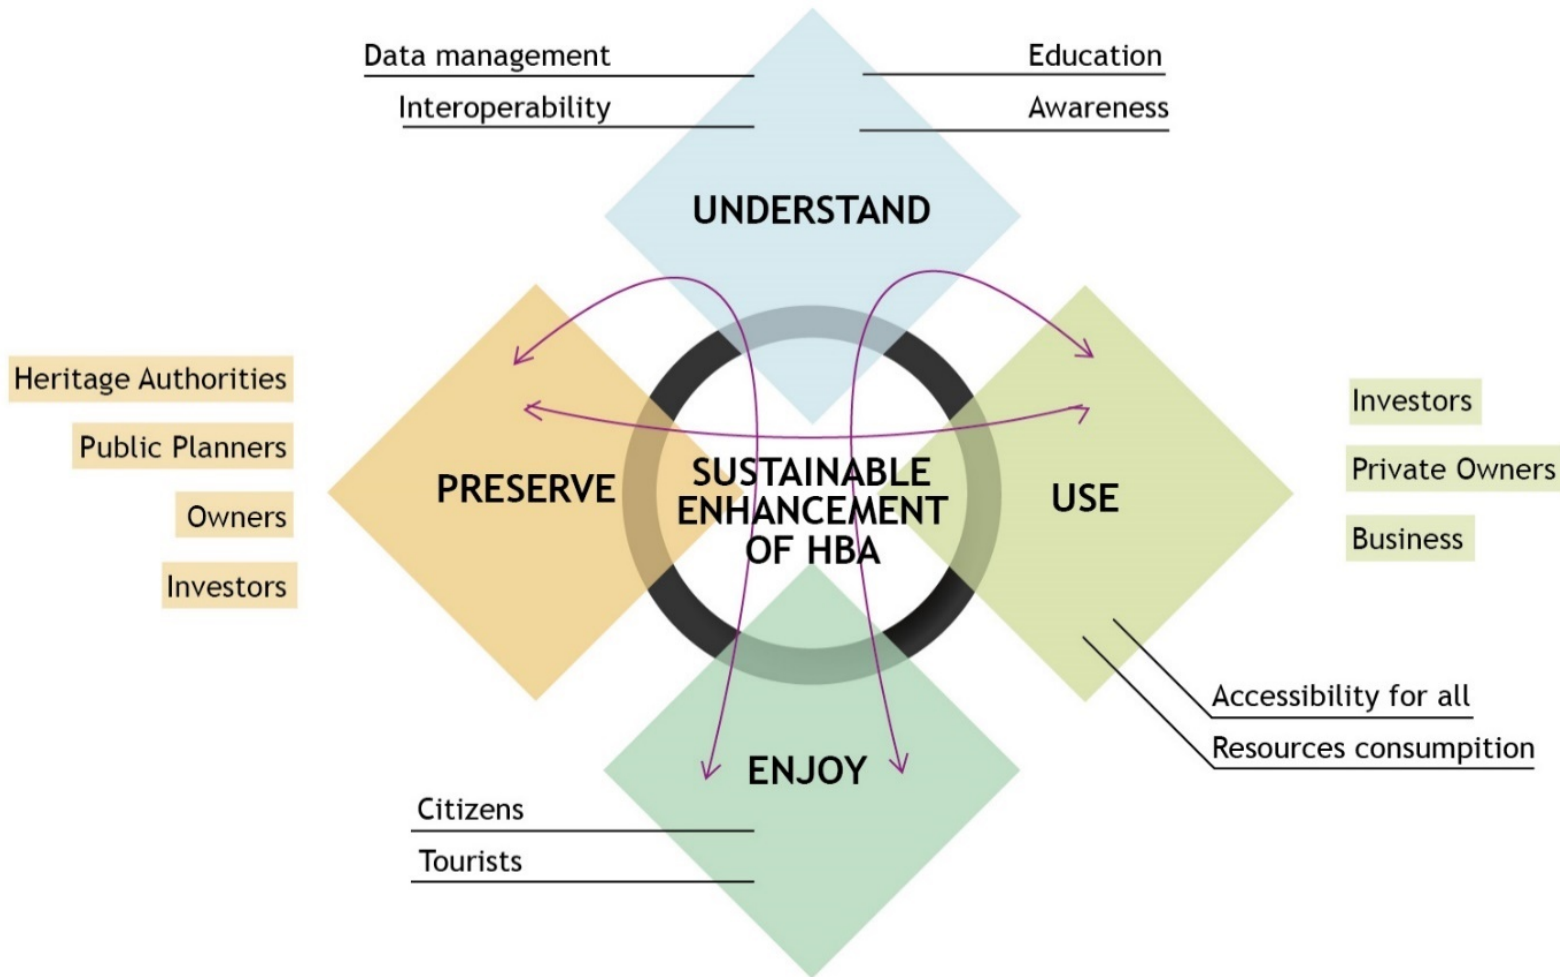 Data management
Education
Interoperability
Awareness
UNDERSTAND
Heritage Authorities
Public Planners
Owners
Investors
PRESERVE
SUSTAINABLE
ENHANCEMENT
OF HBA
USE
Investors
Private Owners
Business
Accessibility for all
Resources consumpition
ENJOY
Citizens
Tourists